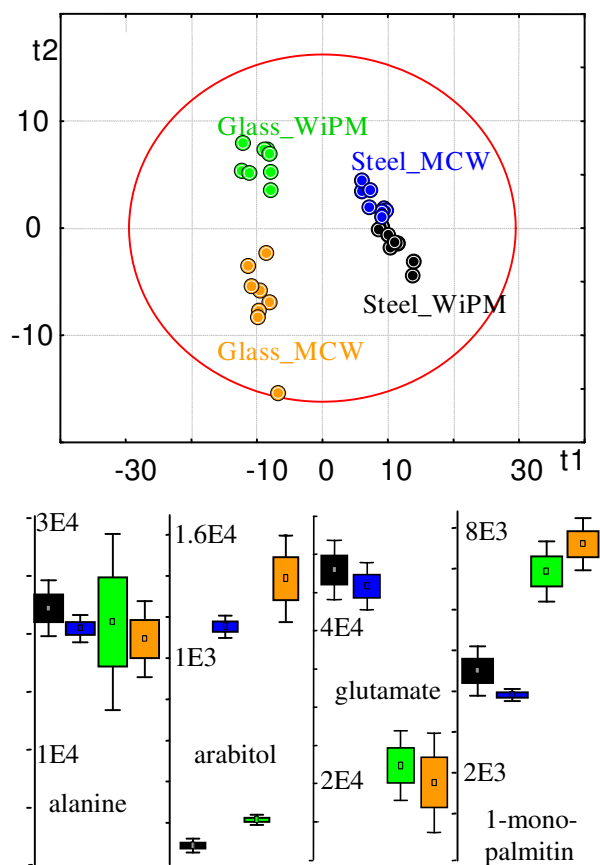 t2
10
0
-10
Glass_WiPM
Steel_MCW
Steel_WiPM
Glass_MCW
-30
-10
0
10
30
t1
3E4
1E4
alanine
1.6E4
1E3
arabitol
4E4
glutamate
2E4
8E3
2E3
1-mono-
palmitin